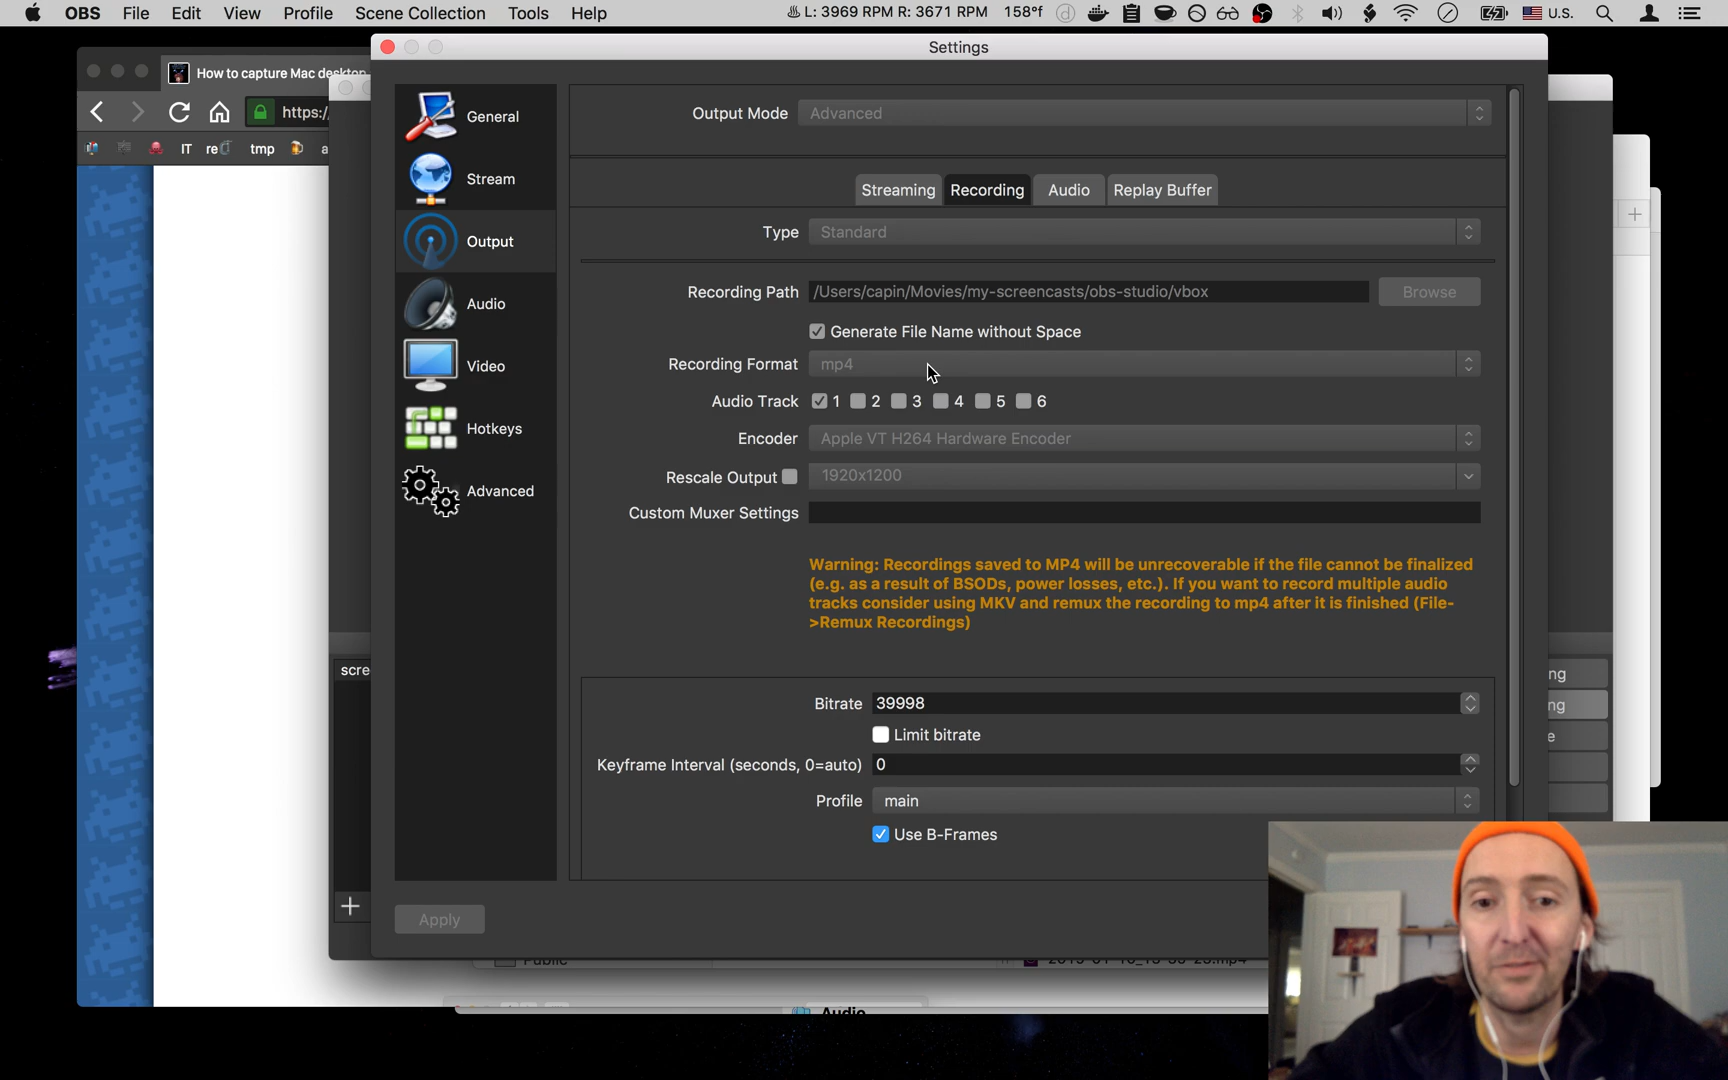 OBS File Edit View Profile Scene Collection Tools Help
L: 3969 RPM R: 3671 RPM 158°f U.S.
Settings
How to capture Mac desktop
https:/
IT re tmp a
General
Stream
Output
Audio
Video
Hotkeys
Advanced
Output Mode Advanced
Streaming Recording Audio Replay Buffer
Type Standard
Recording Path /Users/capin/Movies/my-screencasts/obs-studio/vbox Browse
Generate File Name without Space
Recording Format mp4
Audio Track 1 2 3 4 5 6
Encoder Apple VT H264 Hardware Encoder
Rescale Output 1920x1200
Custom Muxer Settings
Warning: Recordings saved to MP4 will be unrecoverable if the file cannot be finalized
(e.g. as a result of BSODs, power losses, etc.). If you want to record multiple audio
tracks consider using MKV and remux the recording to mp4 after it is finished (File-
>Remux Recordings)
scre
ng
ng
e
Bitrate 39998
Limit bitrate
Keyframe Interval (seconds, 0=auto) 0
Profile main
Use B-Frames
Apply
Public
Audio